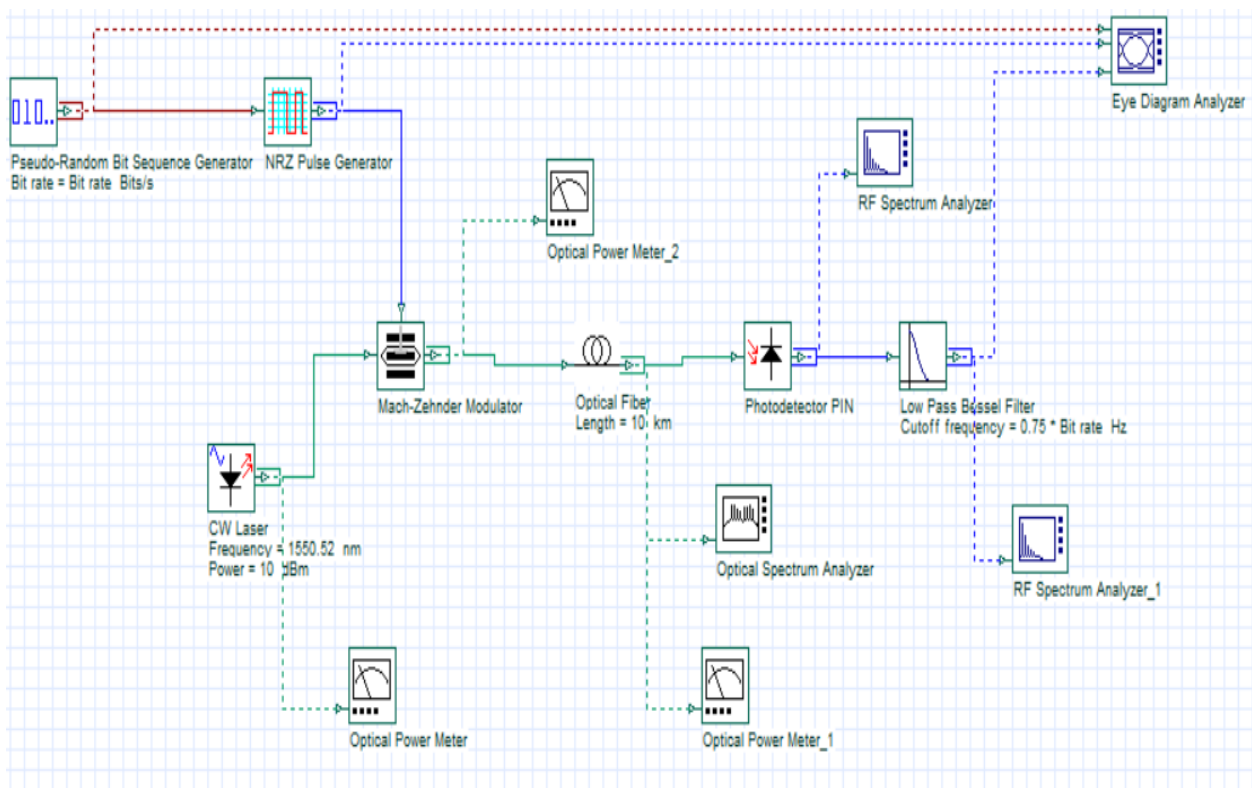 Eye Diagram Analyzer
010..
Pseudo-Random Bit Sequence Generator
Bit rate = Bit rate Bits/s
NRZ Pulse Generator
RF Spectrum Analyzer
Optical Power Meter_2
Mach-Zehnder Modulator
Optical Fiber
Length = 10 km
Photodetector PIN
Low Pass Bessel Filter
Cutoff frequency = 0.75 * Bit rate Hz
CW Laser
Frequency = 1550.52 nm
Power = 10 dBm
Optical Spectrum Analyzer
RF Spectrum Analyzer_1
Optical Power Meter
Optical Power Meter_1